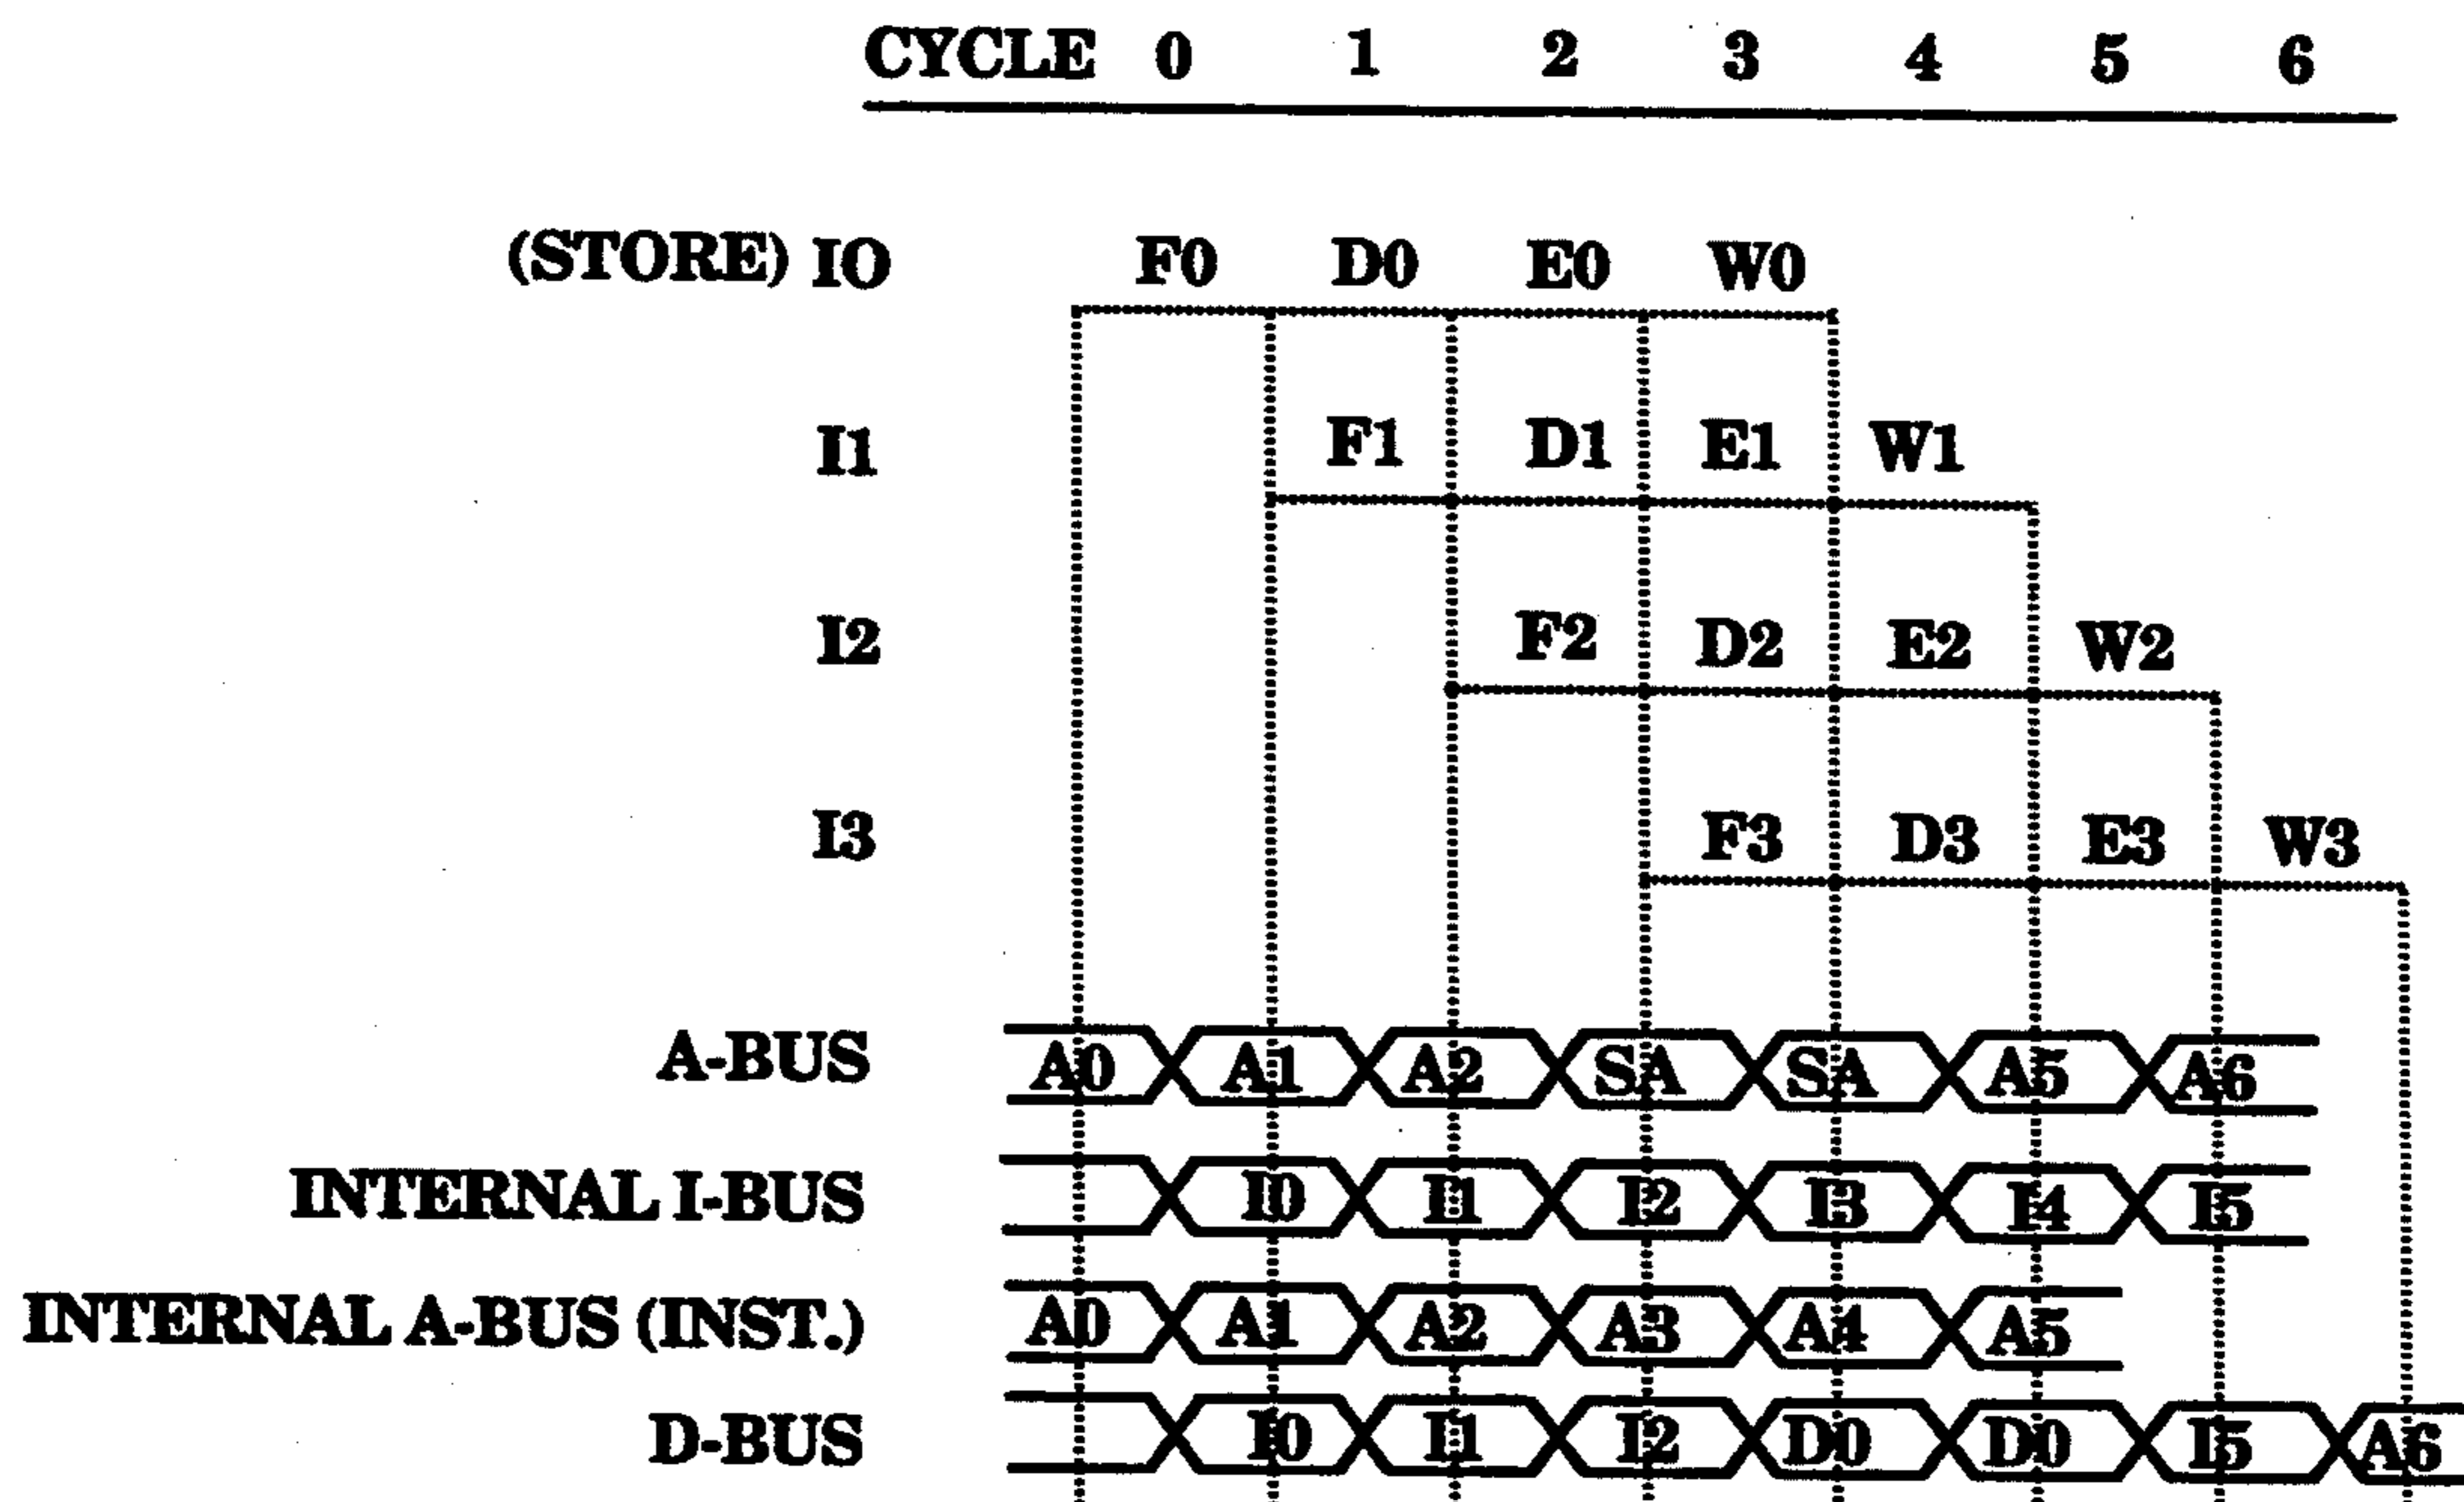 CYCLE 0 1 2 3 4 5 6
(STORE) IO F0 D0 E0 W0
I1 F1 D1 E1 W1
I2 F2 D2 E2 W2
I3 F3 D3 E3 W3
A-BUS A0 A1 A2 SA SA A5 A6
INTERNAL I-BUS I0 I1 I2 I3 I4 I5
INTERNAL A-BUS (INST.) A0 A1 A2 A3 A4 A5
D-BUS I0 I1 I2 D0 D0 I5 A6